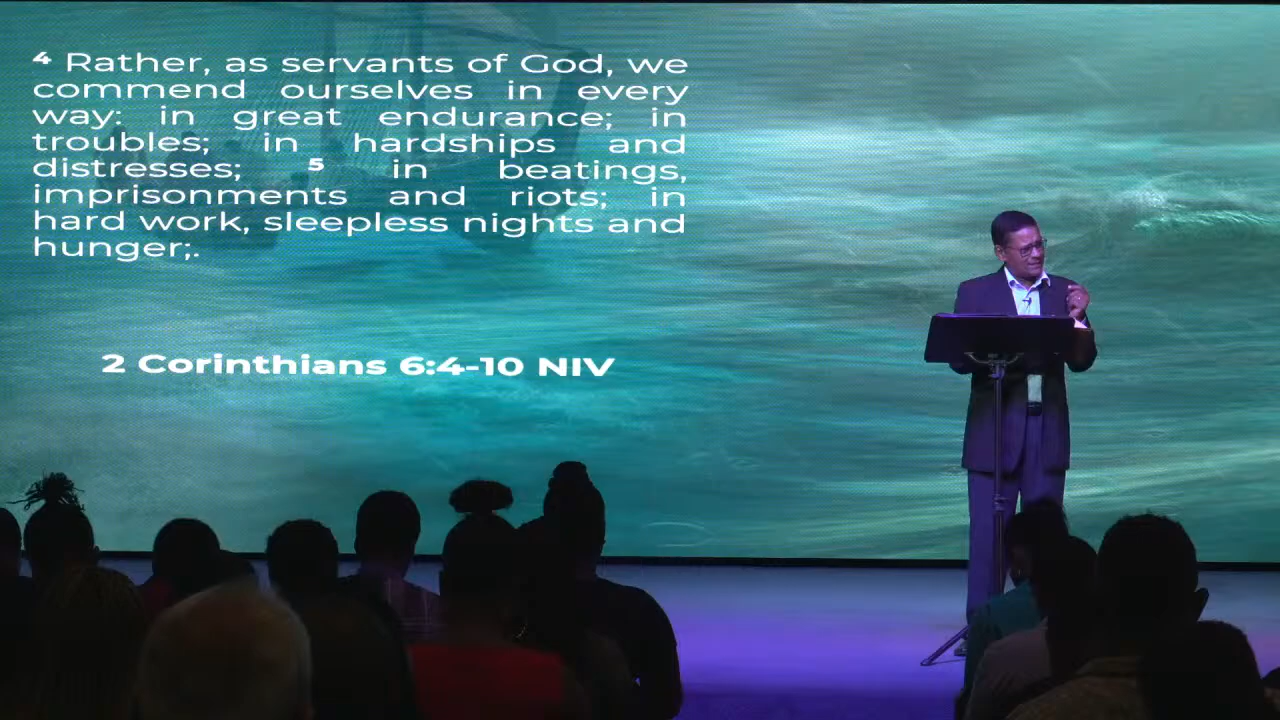 4 Rather, as servants of God, we
commend ourselves in every
way: in great endurance; in
troubles; in hardships and
distresses; 5 in beatings,
imprisonments and riots; in
hard work, sleepless nights and
hunger;.
2 Corinthians 6:4-10 NIV